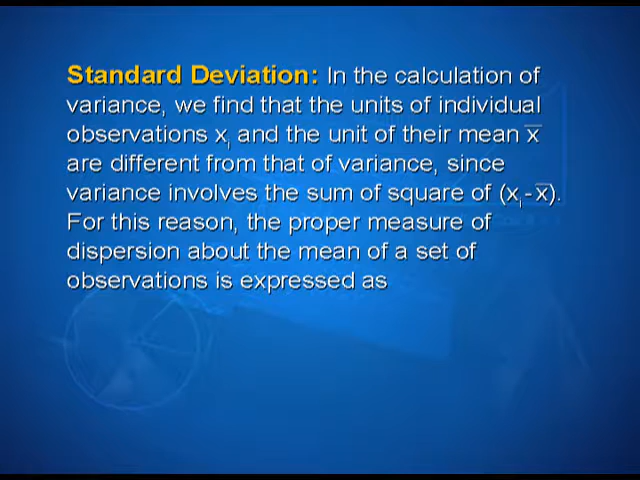 Standard Deviation: In the calculation of
variance, we find that the units of individual
observations xᵢ and the unit of their mean x̅
are different from that of variance, since
variance involves the sum of square of (xᵢ - x̅).
For this reason, the proper measure of
dispersion about the mean of a set of
observations is expressed as